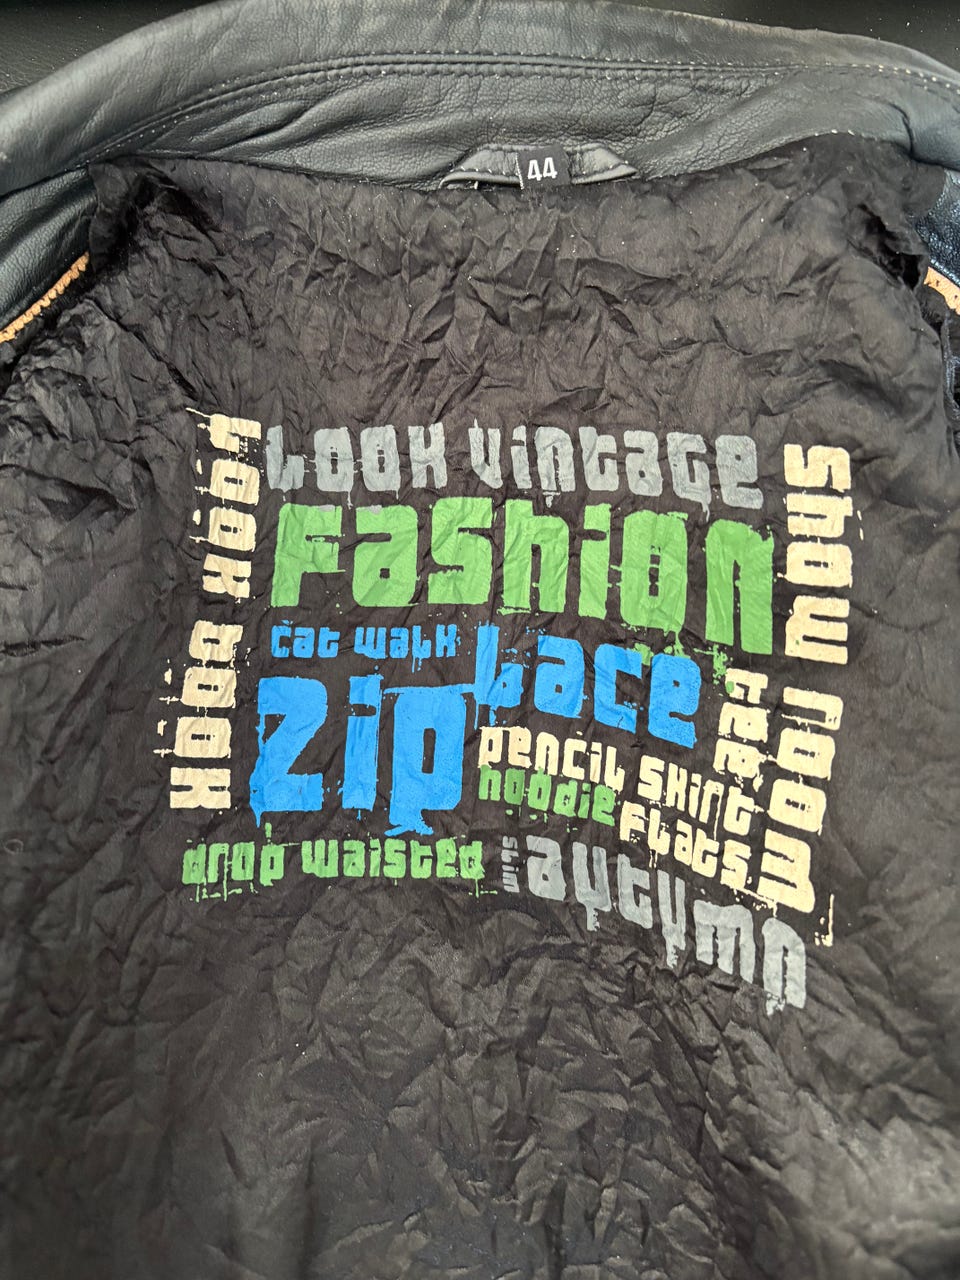 44
LOOK BOOK
LOOK Vintage
Fashion
Cat walk
Lace
Zip
pencil skirt
hoodie
flats
drop waisted
slim
autumn
Show room